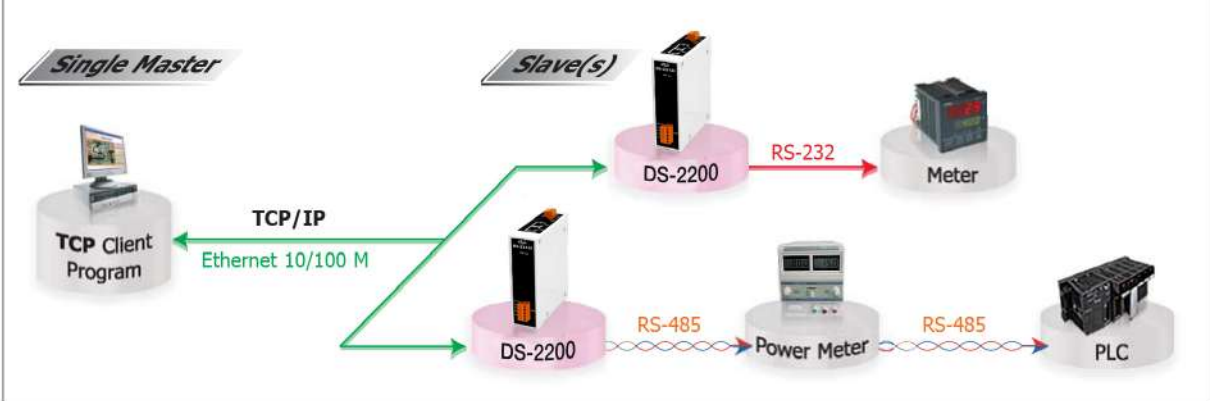 Single Master
Slave(s)
DS-2200
RS-232
Meter
TCP/IP
Ethernet 10/100 M
TCP Client
Program
DS-2200
RS-485
Power Meter
RS-485
PLC